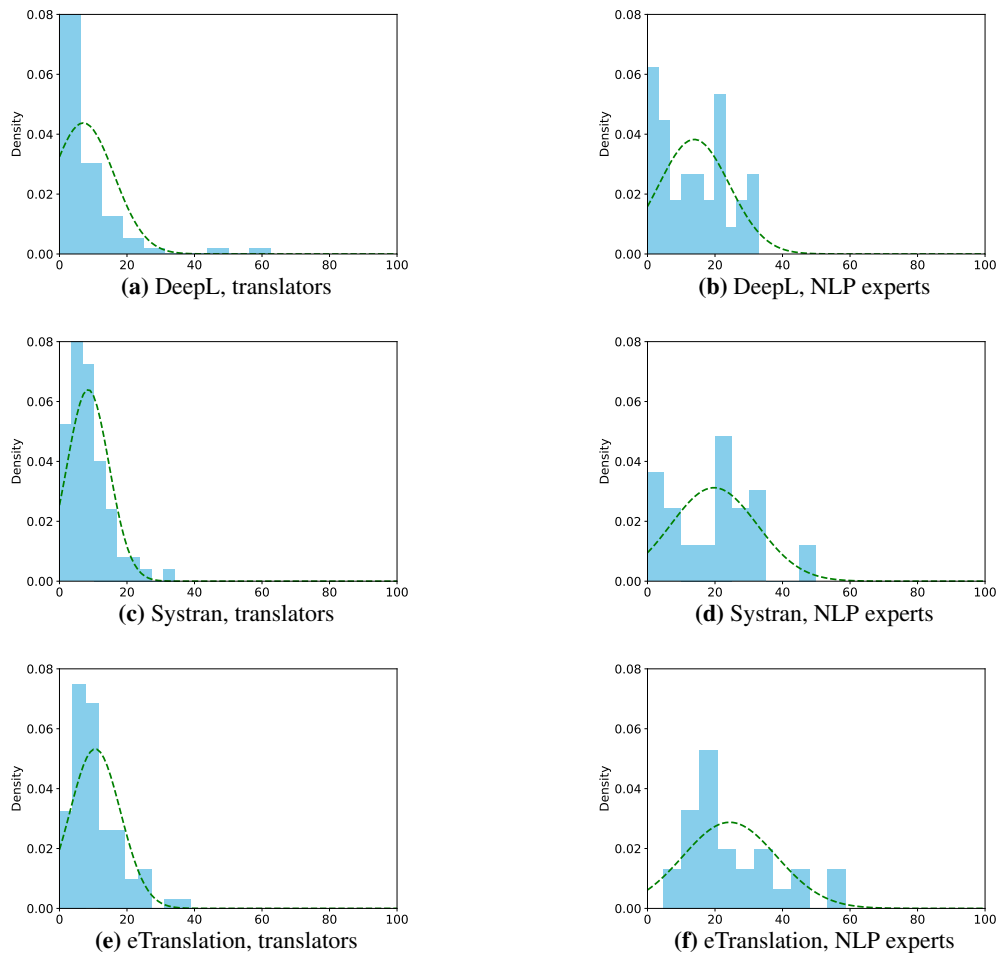 0.08
0.06
0.04
0.02
0.00
Density
0 20 40 60 80 100
(a) DeepL, translators
0.08
0.06
0.04
0.02
0.00
Density
0 20 40 60 80 100
(b) DeepL, NLP experts
0.08
0.06
0.04
0.02
0.00
Density
0 20 40 60 80 100
(c) Systran, translators
0.08
0.06
0.04
0.02
0.00
Density
0 20 40 60 80 100
(d) Systran, NLP experts
0.08
0.06
0.04
0.02
0.00
Density
0 20 40 60 80 100
(e) eTranslation, translators
0.08
0.06
0.04
0.02
0.00
Density
0 20 40 60 80 100
(f) eTranslation, NLP experts